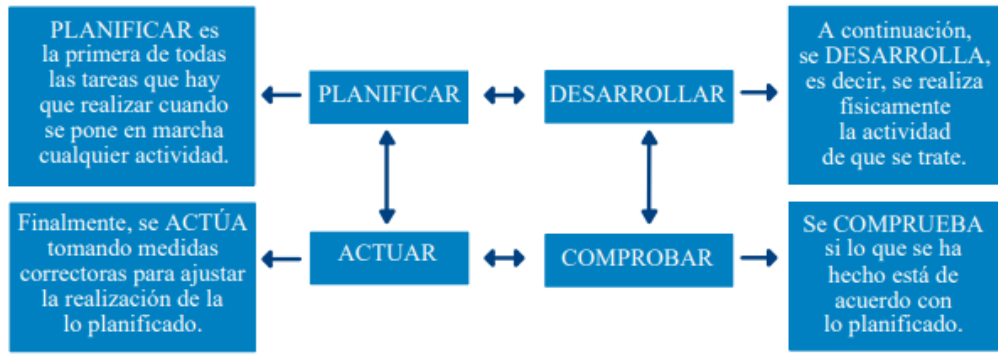 PLANIFICAR es
la primera de todas
las tareas que hay
que realizar cuando
se pone en marcha
cualquier actividad.
PLANIFICAR
DESARROLLAR
A continuación,
se DESARROLLA,
es decir, se realiza
físicamente
la actividad
de que se trate.
Finalmente, se ACTÚA
tomando medidas
correctoras para ajustar
la realización de la
lo planificado.
ACTUAR
COMPROBAR
Se COMPRUEBA
si lo que se ha
hecho está de
acuerdo con
lo planificado.